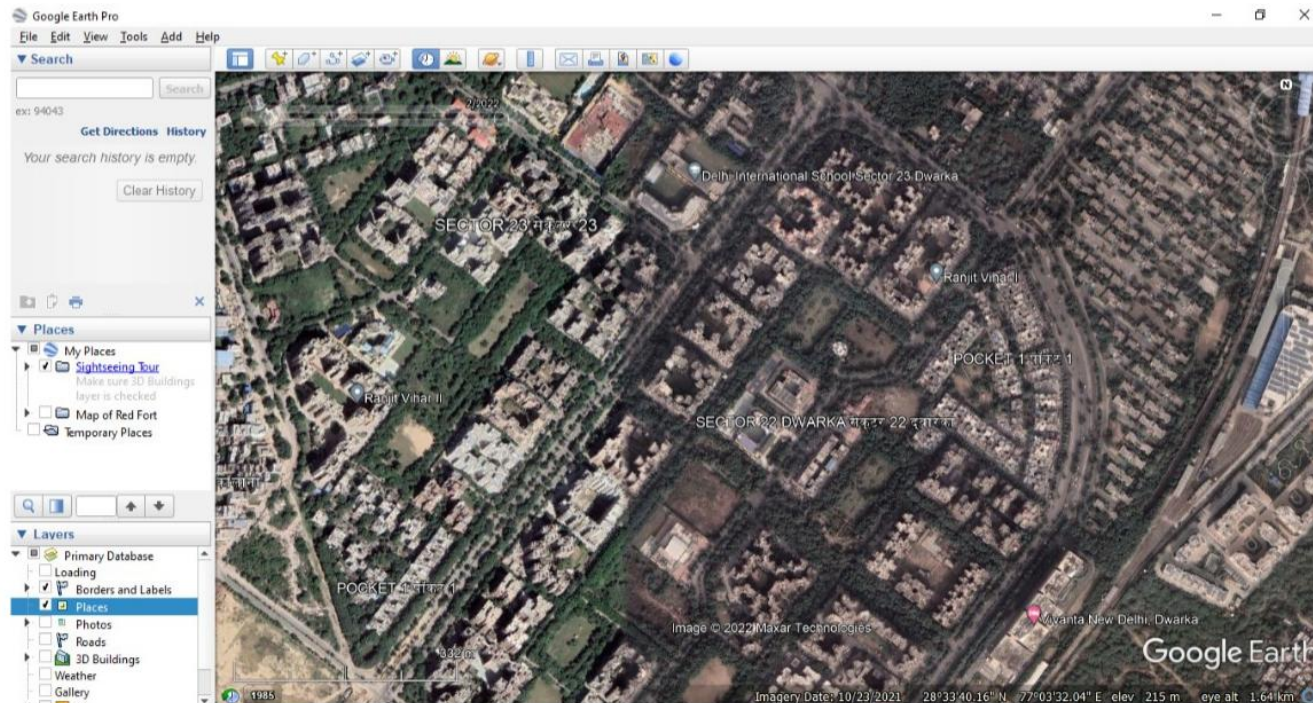 Google Earth Pro
File Edit View Tools Add Help
Search
Search
ex: 94043
Get Directions History
Your search history is empty.
Clear History
Places
My Places
Sightseeing Tour
Make sure 3D Buildings
layer is checked
Map of Red Fort
Temporary Places
Layers
Primary Database
Loading
Borders and Labels
Places
Photos
Roads
3D Buildings
Weather
Gallery
2/2022
N
Delhi International School Sector 23 Dwarka
SECTOR 23 सेक्टर 23
Ranjit Vihar I
POCKET 1 पॉकेट 1
Ranjit Vihar II
SECTOR 22 DWARKA सेक्टर 22 द्वारका
POCKET 1 पॉकेट 1
Image © 2022 Maxar Technologies
Vivanta New Delhi, Dwarka
332 m
Google Earth
1985
Imagery Date: 10/23/2021 28°33'40.16" N 77°03'32.04" E elev 215 m eye alt 1.64 km